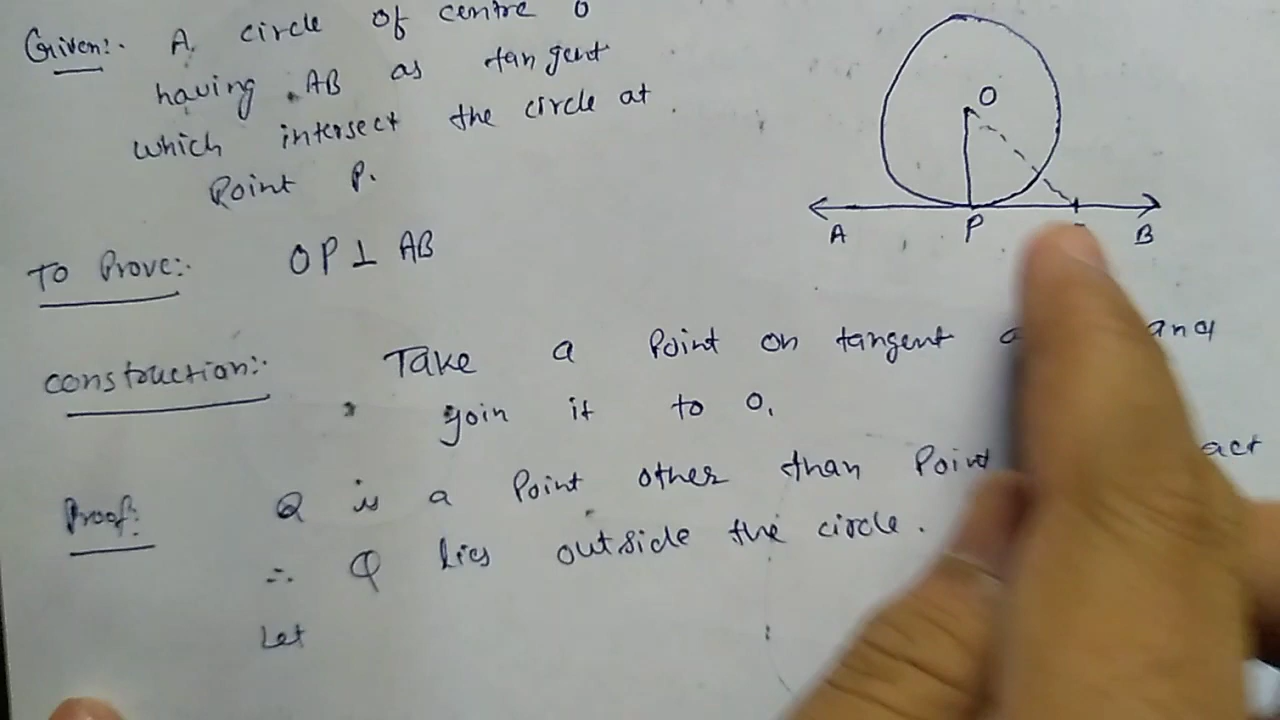 Given:- A circle of centre O
having AB as tangent
which intersect the circle at
Point P.
O
A P B
To Prove:- OP ⊥ AB
Construction:- Take a Point on tangent and
join it to O.
Proof: Q is a Point other than Point
∴ Q lies outside the circle.
Let